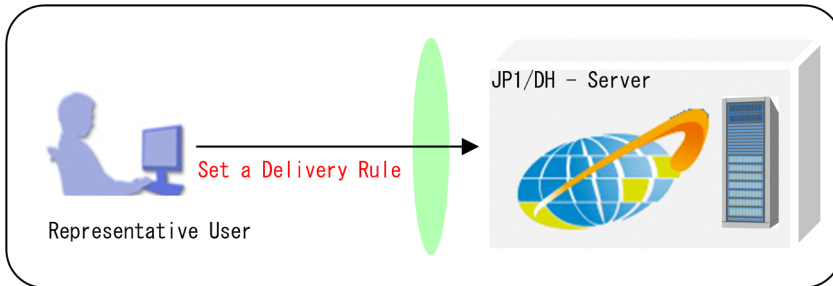 JP1/DH - Server
Set a Delivery Rule
Representative User